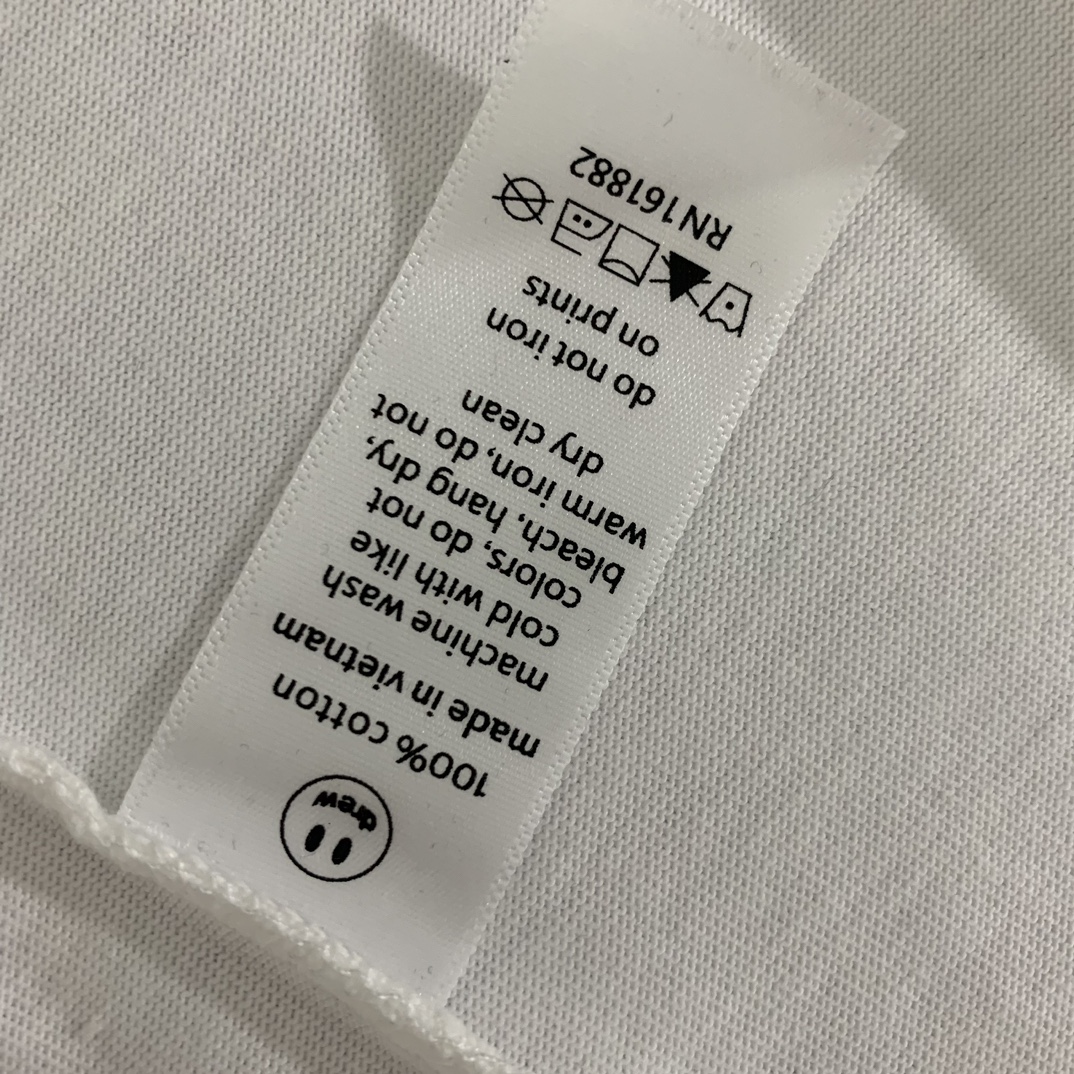 drew
100% cotton
made in vietnam
machine wash
cold with like
colors, do not
bleach, hang dry,
warm iron, do not
dry clean
do not iron
on prints
RN161882